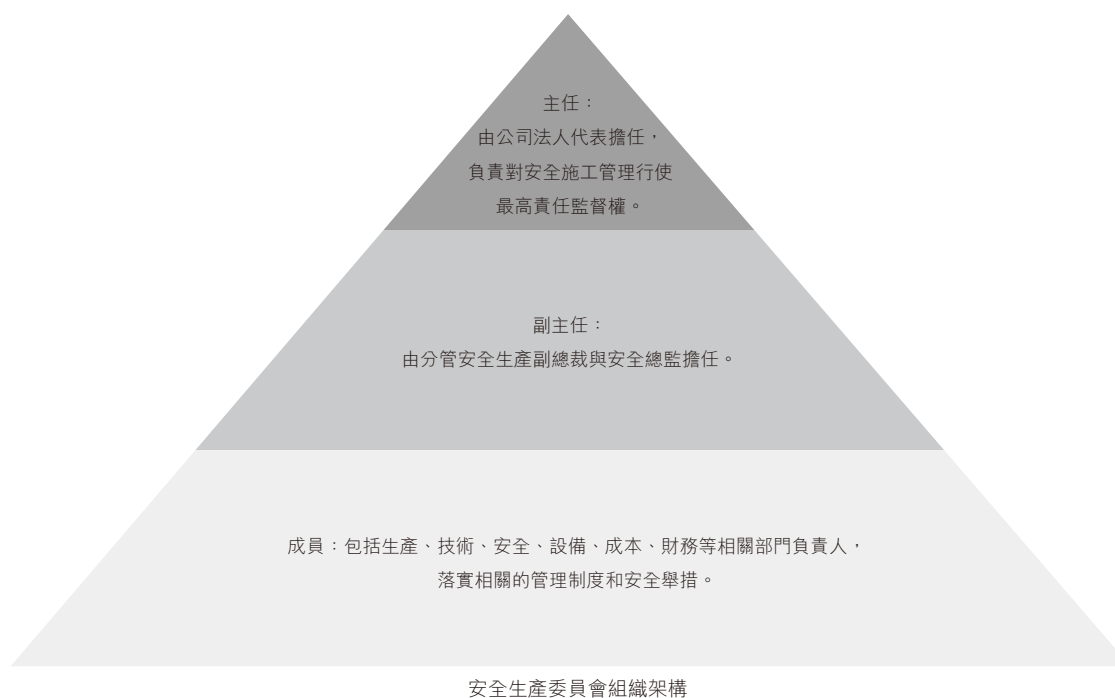 主任：
由公司法人代表擔任，
負責對安全施工管理行使
最高責任監督權。
副主任：
由分管安全生產副總裁與安全總監擔任。
成員：包括生產、技術、安全、設備、成本、財務等相關部門負責人，
落實相關的管理制度和安全舉措。
安全生產委員會組織架構